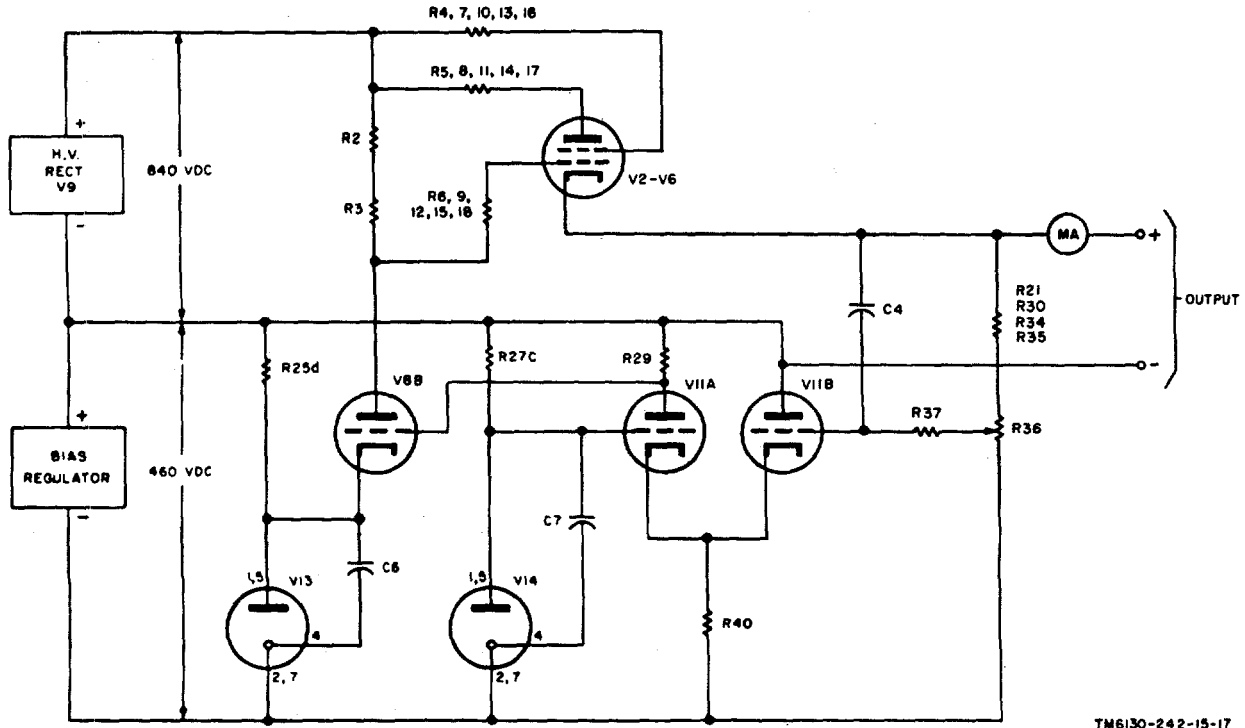 R4, 7, 10, 13, 16
R5, 8, 11, 14, 17
R2
+
H.V.
RECT
V9
-
840 VDC
R3
R6, 9,
12, 15, 18
V2-V6
MA
+
OUTPUT
-
R21
R30
R34
R35
C4
R25d
V8B
R27C
R29
V11A
V11B
R37
R36
+
BIAS
REGULATOR
-
460 VDC
C6
C7
1,5
V13
4
2, 7
1,5
V14
4
2, 7
R40
TM6130-242-15-17